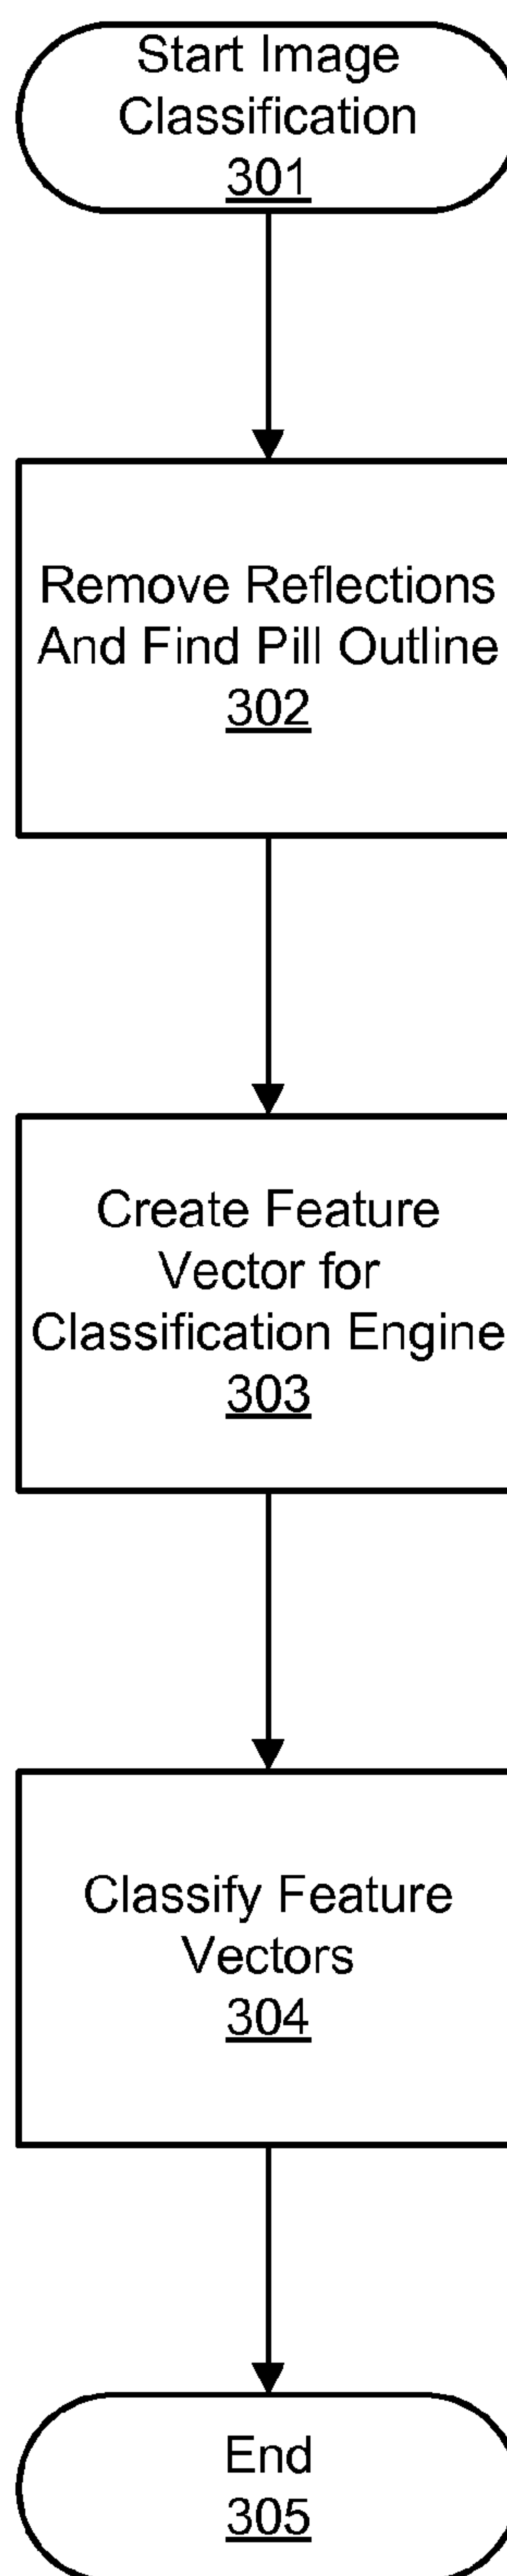 Start Image
Classification
301
Remove Reflections
And Find Pill Outline
302
Create Feature
Vector for
Classification Engine
303
Classify Feature
Vectors
304
End
305